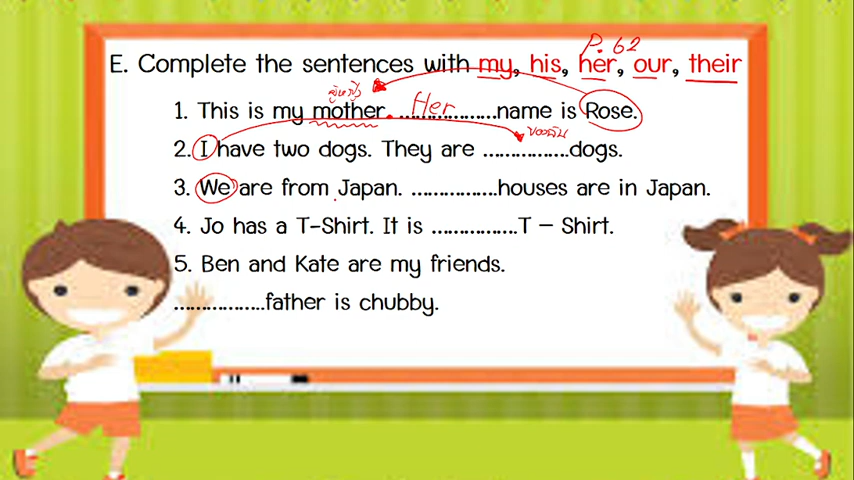 P. 62
E. Complete the sentences with my, his, her, our, their
ผู้หญิง
1. This is my mother. Her ................name is Rose.
ของฉัน
2. I have two dogs. They are ................dogs.
3. We are from Japan. ................houses are in Japan.
4. Jo has a T-Shirt. It is ................T – Shirt.
5. Ben and Kate are my friends.
.................father is chubby.